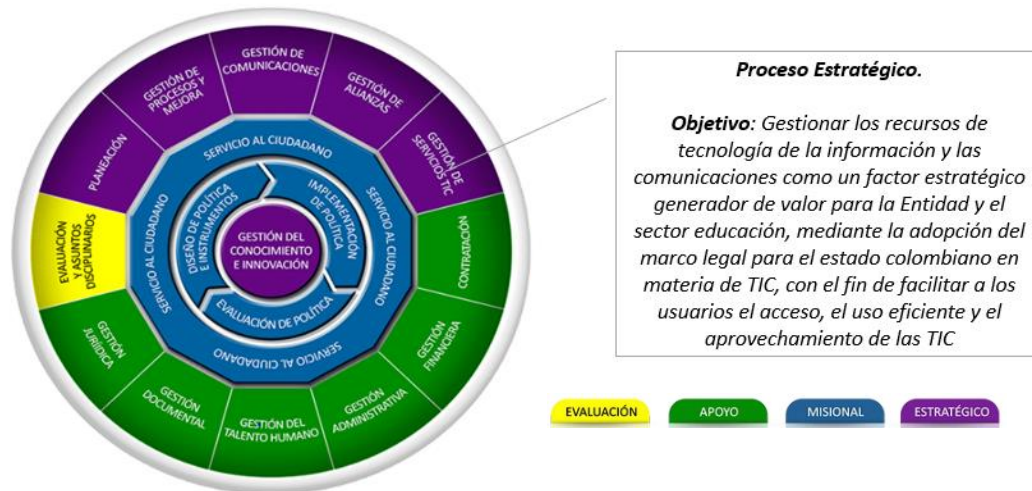 PLANEACIÓN
GESTIÓN DE
PROCESOS Y
MEJORA
GESTIÓN DE
COMUNICACIONES
GESTIÓN DE
ALIANZAS
GESTIÓN DE
SERVICIOS TIC
CONTRATACIÓN
GESTIÓN
FINANCIERA
GESTIÓN
ADMINISTRATIVA
GESTIÓN DEL
TALENTO HUMANO
GESTIÓN
DOCUMENTAL
GESTIÓN
JURÍDICA
EVALUACIÓN
Y ASUNTOS
DISCIPLINARIOS
SERVICIO AL CIUDADANO
SERVICIO AL CIUDADANO
SERVICIO AL CIUDADANO
SERVICIO AL CIUDADANO
DISEÑO DE POLÍTICA
E INSTRUMENTOS
IMPLEMENTACIÓN
DE POLÍTICA
EVALUACIÓN DE POLÍTICA
GESTIÓN DEL
CONOCIMIENTO
E INNOVACIÓN
Proceso Estratégico.
Objetivo: Gestionar los recursos de
tecnología de la información y las
comunicaciones como un factor estratégico
generador de valor para la Entidad y el
sector educación, mediante la adopción del
marco legal para el estado colombiano en
materia de TIC, con el fin de facilitar a los
usuarios el acceso, el uso eficiente y el
aprovechamiento de las TIC
EVALUACIÓN
APOYO
MISIONAL
ESTRATÉGICO